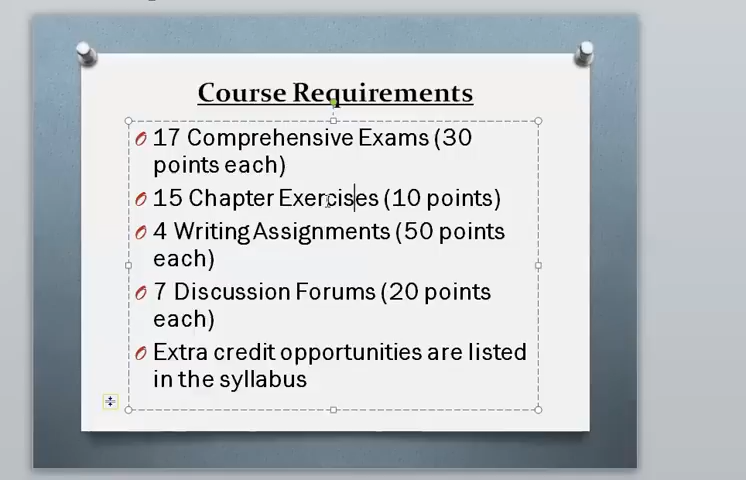 Course Requirements
17 Comprehensive Exams (30
points each)
15 Chapter Exercises (10 points)
4 Writing Assignments (50 points
each)
7 Discussion Forums (20 points
each)
Extra credit opportunities are listed
in the syllabus